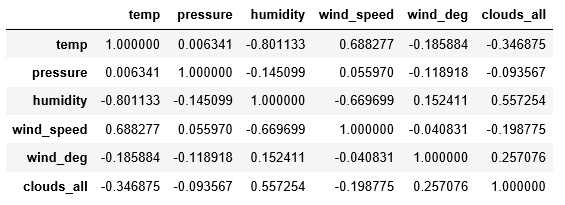 temp pressure humidity wind_speed wind_deg clouds_all
temp 1.000000 0.006341 -0.801133 0.688277 -0.185884 -0.346875
pressure 0.006341 1.000000 -0.145099 0.055970 -0.118918 -0.093567
humidity -0.801133 -0.145099 1.000000 -0.669699 0.152411 0.557254
wind_speed 0.688277 0.055970 -0.669699 1.000000 -0.040831 -0.198775
wind_deg -0.185884 -0.118918 0.152411 -0.040831 1.000000 0.257076
clouds_all -0.346875 -0.093567 0.557254 -0.198775 0.257076 1.000000